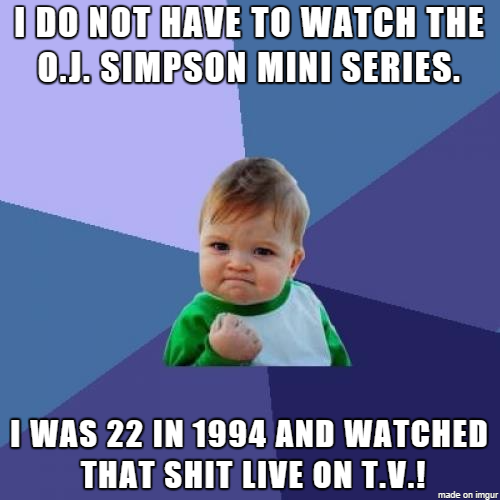 I DO NOT HAVE TO WATCH THE
O.J. SIMPSON MINI SERIES.
I WAS 22 IN 1994 AND WATCHED
THAT SHIT LIVE ON T.V.!
made on imgur